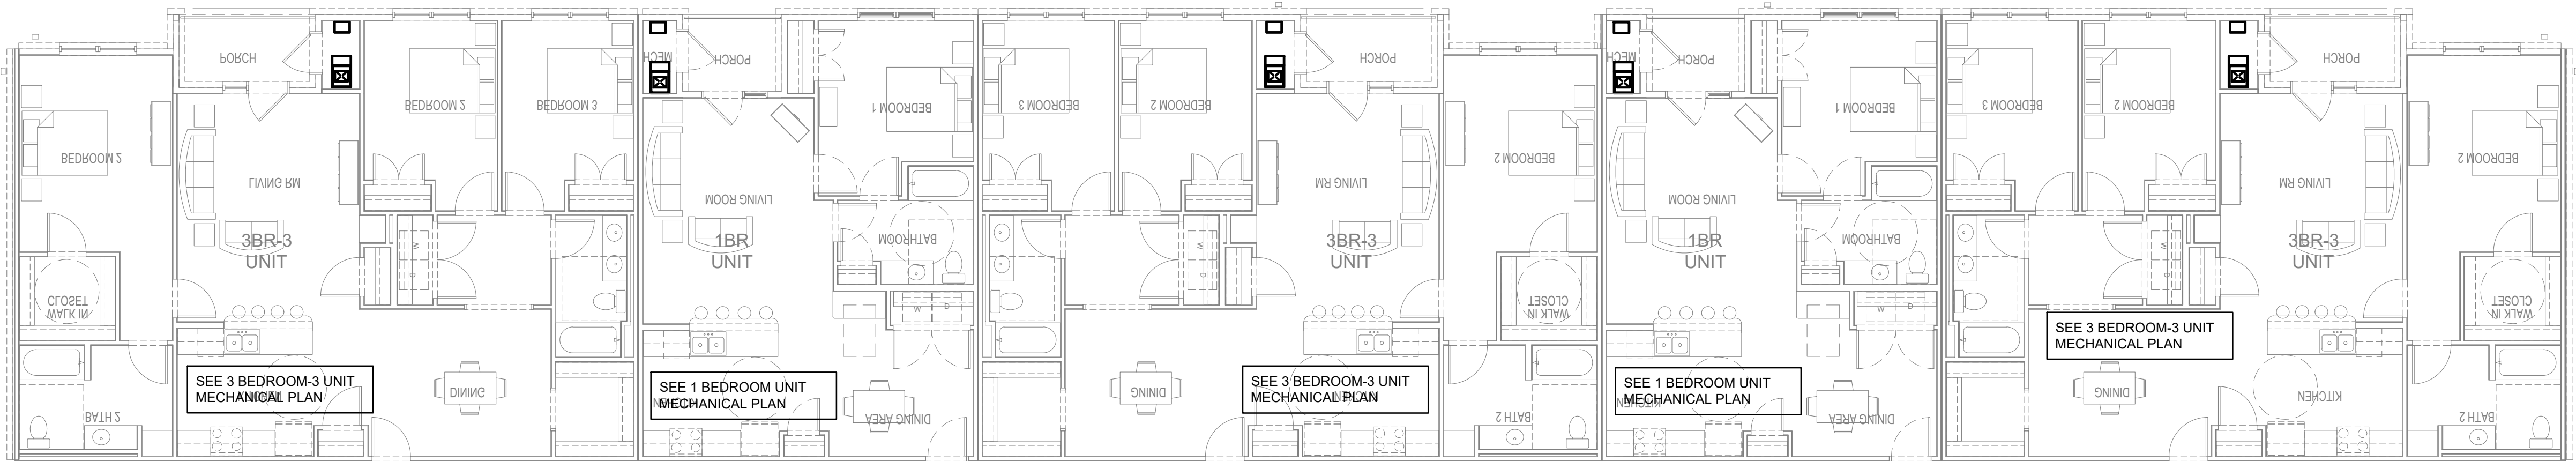 PORCH
MECH
PORCH
PORCH
MECH
PORCH
PORCH
BEDROOM 2
BEDROOM 2
BEDROOM 3
BEDROOM 1
BEDROOM 3
BEDROOM 2
BEDROOM 2
BEDROOM 1
BEDROOM 3
BEDROOM 2
BEDROOM 2
LIVING RM
LIVING ROOM
LIVING RM
LIVING ROOM
LIVING RM
3BR-3
UNIT
W
D
1BR
UNIT
BATHROOM
W
D
3BR-3
UNIT
1BR
UNIT
BATHROOM
W
D
3BR-3
UNIT
WALK IN
CLOSET
W
D
WALK IN
CLOSET
W
D
WALK IN
CLOSET
SEE 3 BEDROOM-3 UNIT
MECHANICAL PLAN
KITCHEN
DINING
BATH 2
SEE 1 BEDROOM UNIT
MECHANICAL PLAN
KITCHEN
DINING AREA
DINING
SEE 3 BEDROOM-3 UNIT
MECHANICAL PLAN
KITCHEN
BATH 2
SEE 1 BEDROOM UNIT
MECHANICAL PLAN
KITCHEN
DINING AREA
SEE 3 BEDROOM-3 UNIT
MECHANICAL PLAN
DINING
KITCHEN
BATH 2